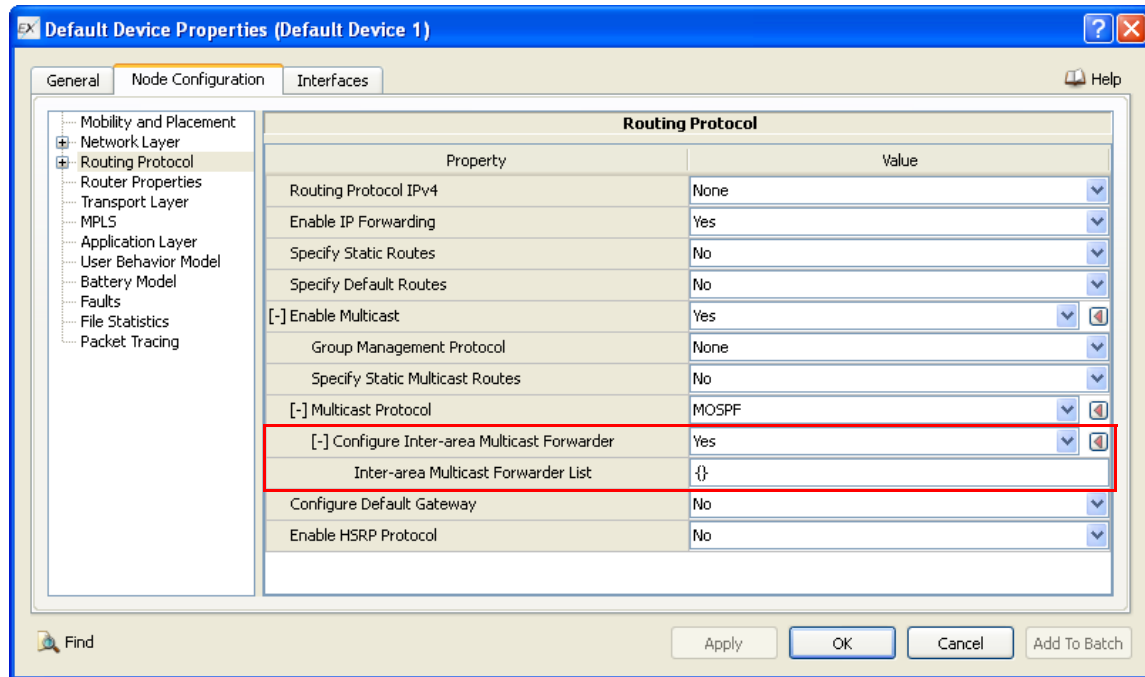 EX Default Device Properties (Default Device 1)
General Node Configuration Interfaces Help
Mobility and Placement
Network Layer
Routing Protocol
Router Properties
Transport Layer
MPLS
Application Layer
User Behavior Model
Battery Model
Faults
File Statistics
Packet Tracing
Routing Protocol
Property Value
Routing Protocol IPv4 None
Enable IP Forwarding Yes
Specify Static Routes No
Specify Default Routes No
[-] Enable Multicast Yes
Group Management Protocol None
Specify Static Multicast Routes No
[-] Multicast Protocol MOSPF
[-] Configure Inter-area Multicast Forwarder Yes
Inter-area Multicast Forwarder List {}
Configure Default Gateway No
Enable HSRP Protocol No
Find Apply OK Cancel Add To Batch